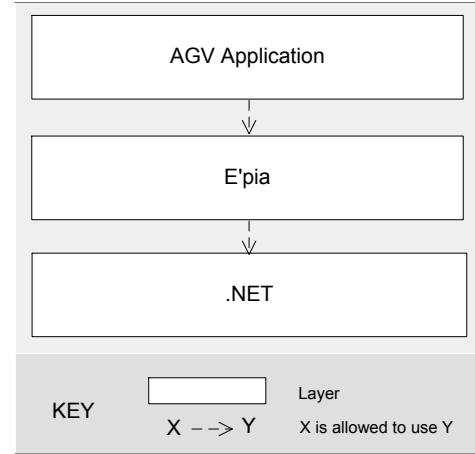 AGV Application
E'pia
.NET
KEY
Layer
X --> Y
X is allowed to use Y